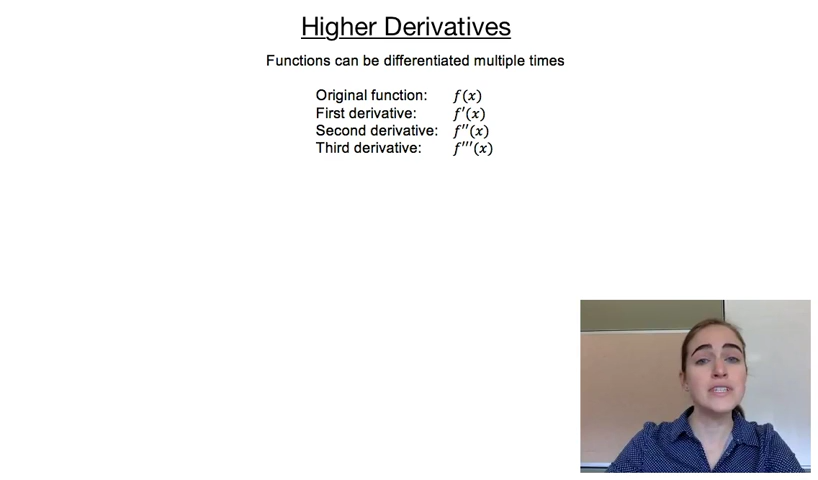 Higher Derivatives
Functions can be differentiated multiple times
Original function: f(x)
First derivative: f′(x)
Second derivative: f″(x)
Third derivative: f‴(x)